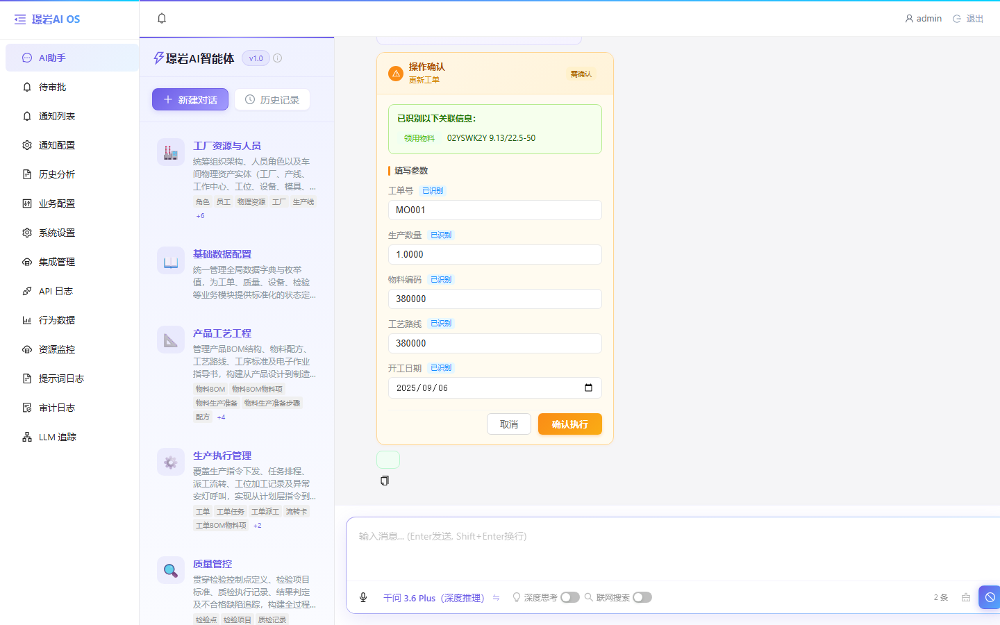 璟岩AI OS
admin
退出
AI助手
待审批
通知列表
通知配置
历史分析
业务配置
系统设置
集成管理
API 日志
行为数据
资源监控
提示词日志
审计日志
LLM 追踪
璟岩AI智能体
v1.0
新建对话
历史记录
工厂资源与人员
统筹组织架构、人员角色以及车
间物理资产实体（工厂、产线、
工作中心、工位、设备、模具、...
角色 员工 物理资源 工厂 生产线
+6
基础数据配置
统一管理全局数据字典与枚举
值，为工单、质量、设备、检验
等业务模块提供标准化的状态定...
产品工艺工程
管理产品BOM结构、物料配方、
工艺路线、工序标准及电子作业
指导书，构建从产品设计到制造...
物料BOM 物料BOM物料项
物料生产准备 物料生产准备步骤
配方 +4
生产执行管理
覆盖生产指令下发、任务排程、
派工流转、工位加工记录及异常
安灯呼叫，实现从计划层指令到...
工单 工单任务 工单派工 流转卡
工单BOM物料项 +2
质量管控
贯穿检验控制点定义、检验项目
标准、质检执行记录、结果判定
及不合格缺陷追踪，构建全过程...
检验点 检验项目 质检记录
操作确认
更新工单
需确认
已识别以下关联信息：
领用物料 02YSWK2Y 9.13/22.5-50
填写参数
工单号 已识别
MO001
生产数量 已识别
1.0000
物料编码 已识别
380000
工艺路线 已识别
380000
开工日期 已识别
2025/09/06
取消
确认执行
输入消息... (Enter发送, Shift+Enter换行)
千问 3.6 Plus（深度推理）
深度思考
联网搜索
2 条